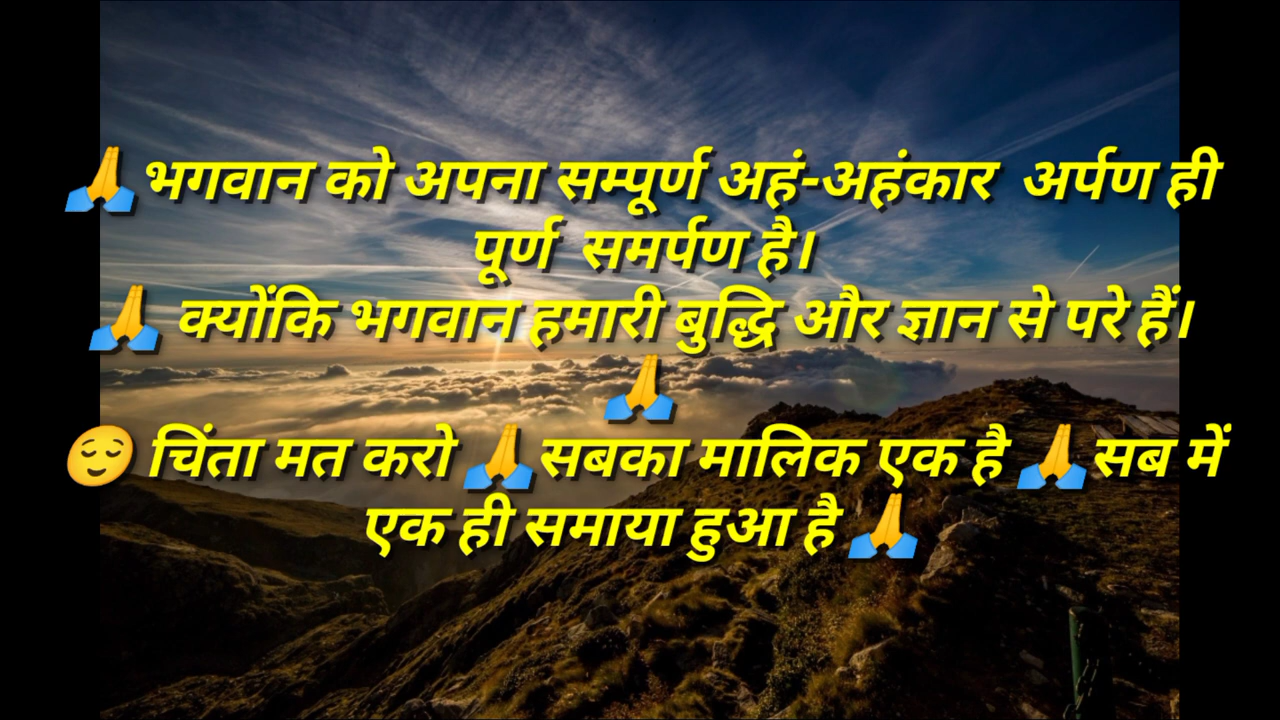 🙏भगवान को अपना सम्पूर्ण अहं-अहंकार  अर्पण ही
पूर्ण  समर्पण है।
🙏 क्योंकि भगवान हमारी बुद्धि और ज्ञान से परे हैं।
🙏
😌 चिंता मत करो 🙏सबका मालिक एक है 🙏सब में
एक ही समाया हुआ है 🙏